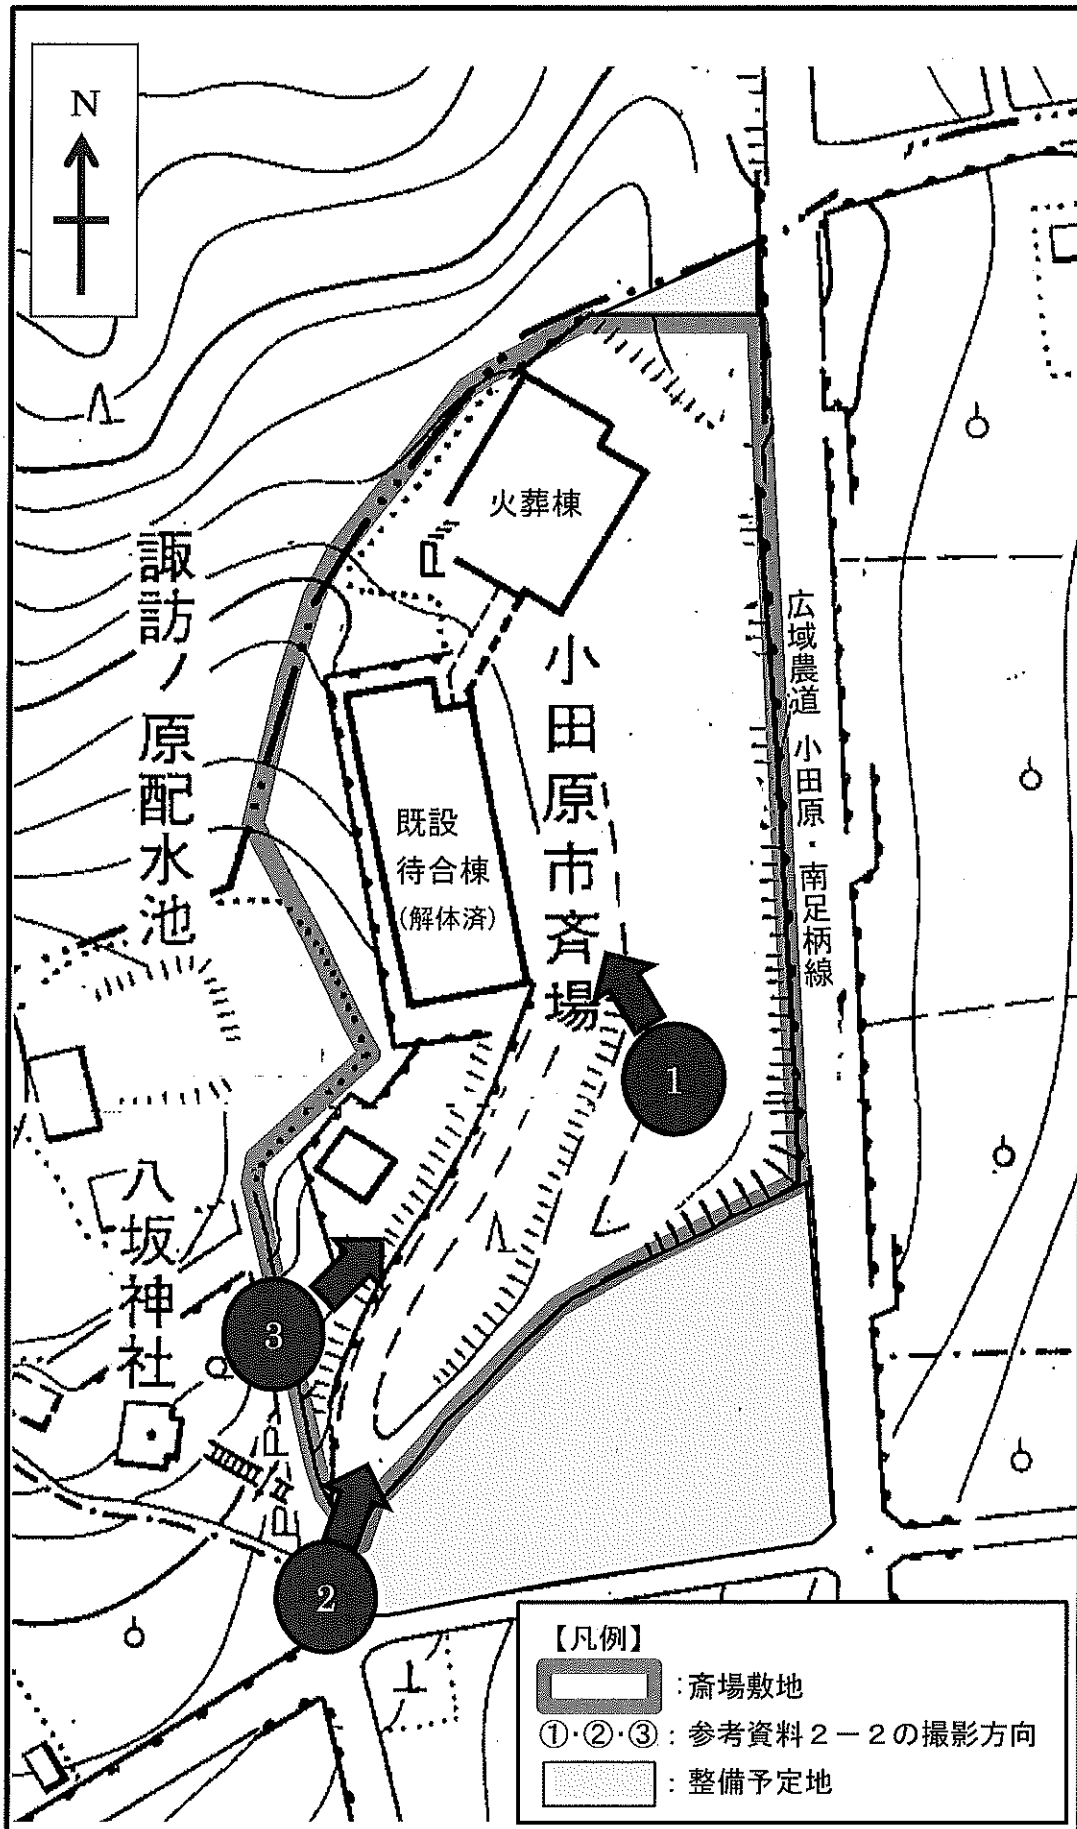 N
火葬棟
諏訪ノ原配水池
小田原市斉場
広域農道 小田原・南足柄線
既設
待合棟
(解体済)
1
八坂神社
3
2
【凡例】
:斎場敷地
①・②・③:参考資料2-2の撮影方向
:整備予定地